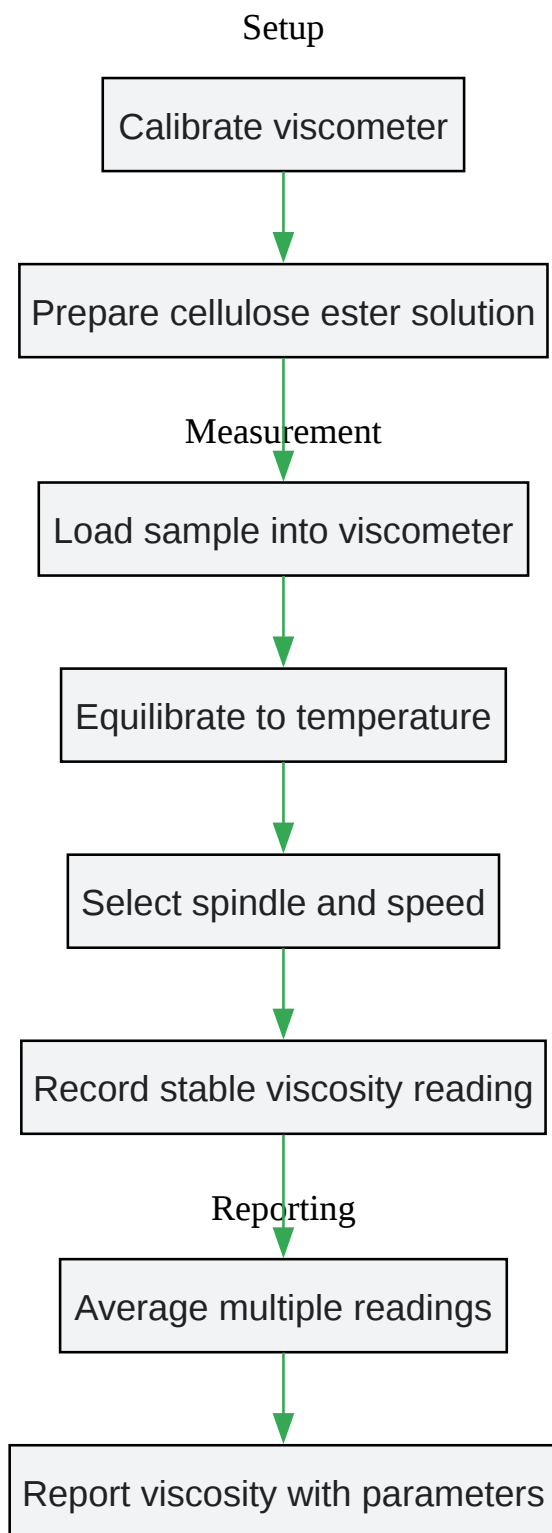 Setup
Calibrate viscometer
Prepare cellulose ester solution
Measurement
Load sample into viscometer
Equilibrate to temperature
Select spindle and speed
Record stable viscosity reading
Reporting
Average multiple readings
Report viscosity with parameters